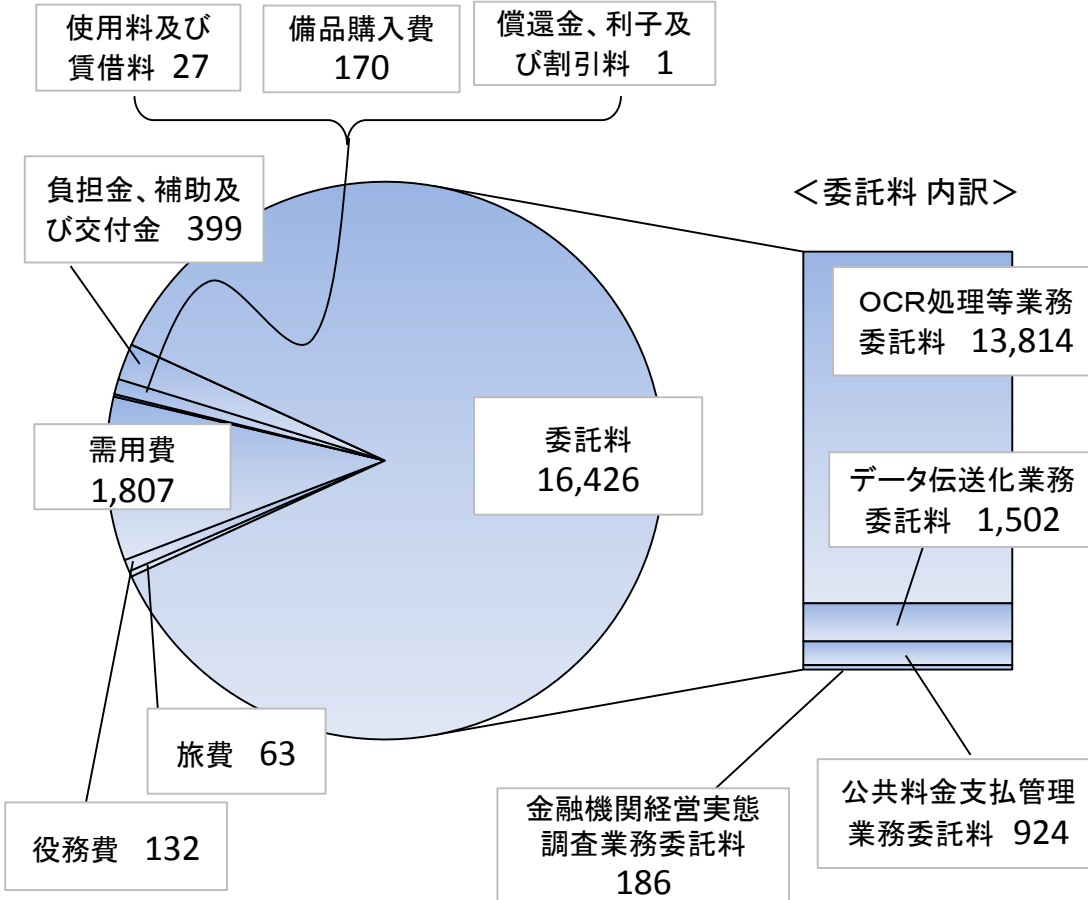 使用料及び
賃借料 27
備品購入費
170
償還金、利子及
び割引料 1
負担金、補助及
び交付金 399
＜委託料 内訳＞
OCR処理等業務
委託料 13,814
委託料
16,426
需用費
1,807
データ伝送化業務
委託料 1,502
旅費 63
役務費 132
金融機関経営実態
調査業務委託料
186
公共料金支払管理
業務委託料 924